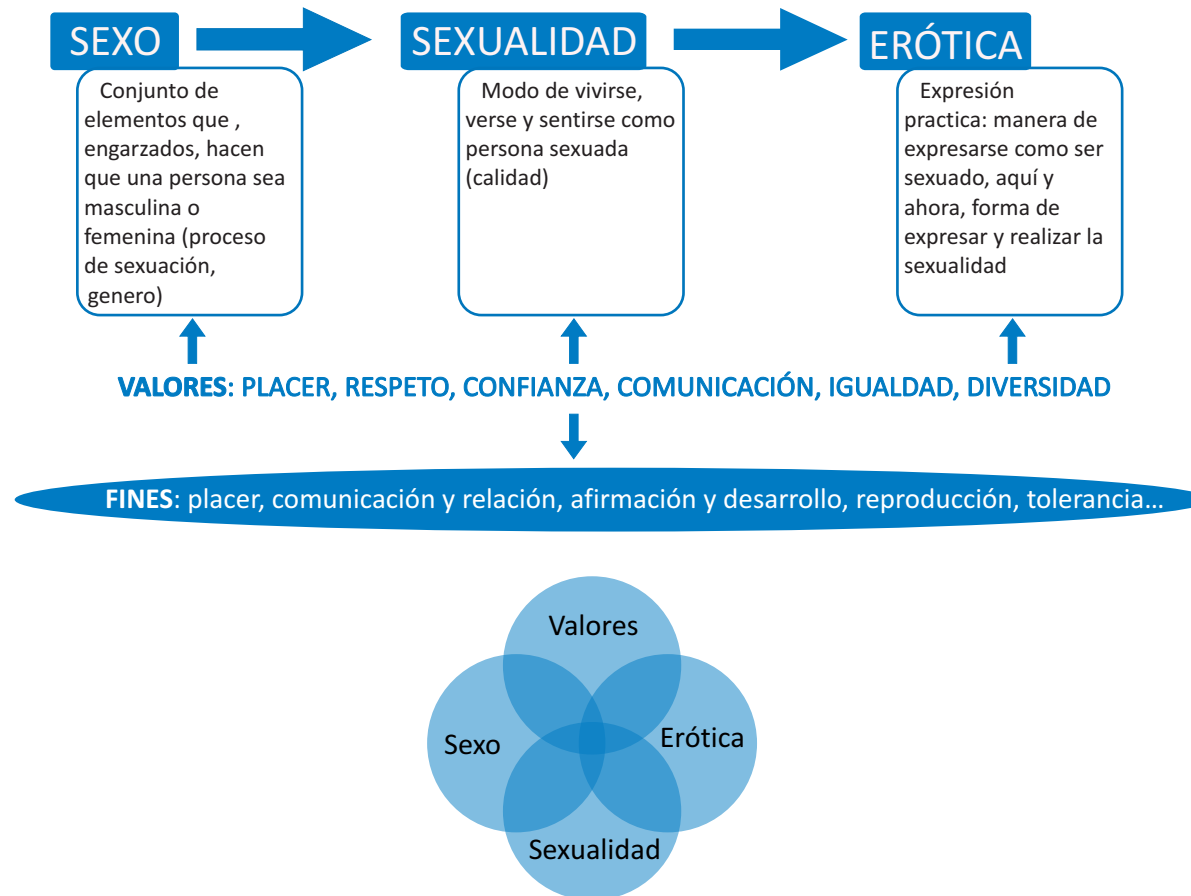 SEXO
SEXUALIDAD
ERÓTICA
Conjunto de
elementos que ,
engarzados, hacen
que una persona sea
masculina o
femenina (proceso
de sexuación,
genero)
Modo de vivirse,
verse y sentirse como
persona sexuada
(calidad)
Expresión
practica: manera de
expresarse como ser
sexuado, aquí y
ahora, forma de
expresar y realizar la
sexualidad
VALORES: PLACER, RESPETO, CONFIANZA, COMUNICACIÓN, IGUALDAD, DIVERSIDAD
FINES: placer, comunicación y relación, afirmación y desarrollo, reproducción, tolerancia...
Valores
Sexo
Erótica
Sexualidad